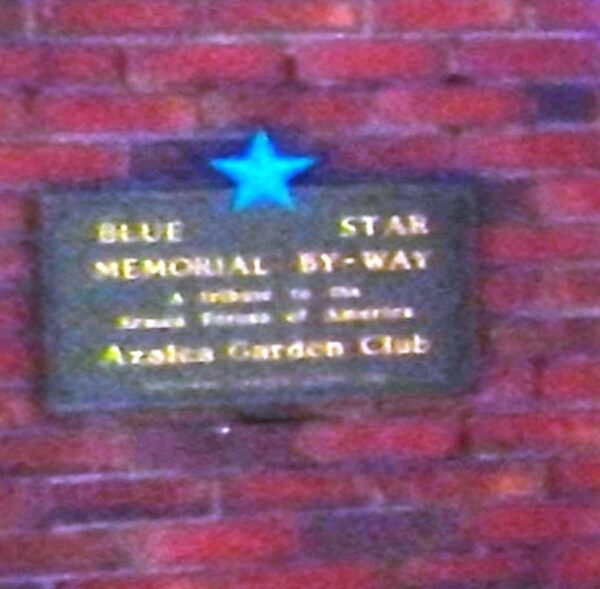 BLUE STAR
MEMORIAL BY-WAY
A tribute to the
Armed Forces of America
Azalea Garden Club